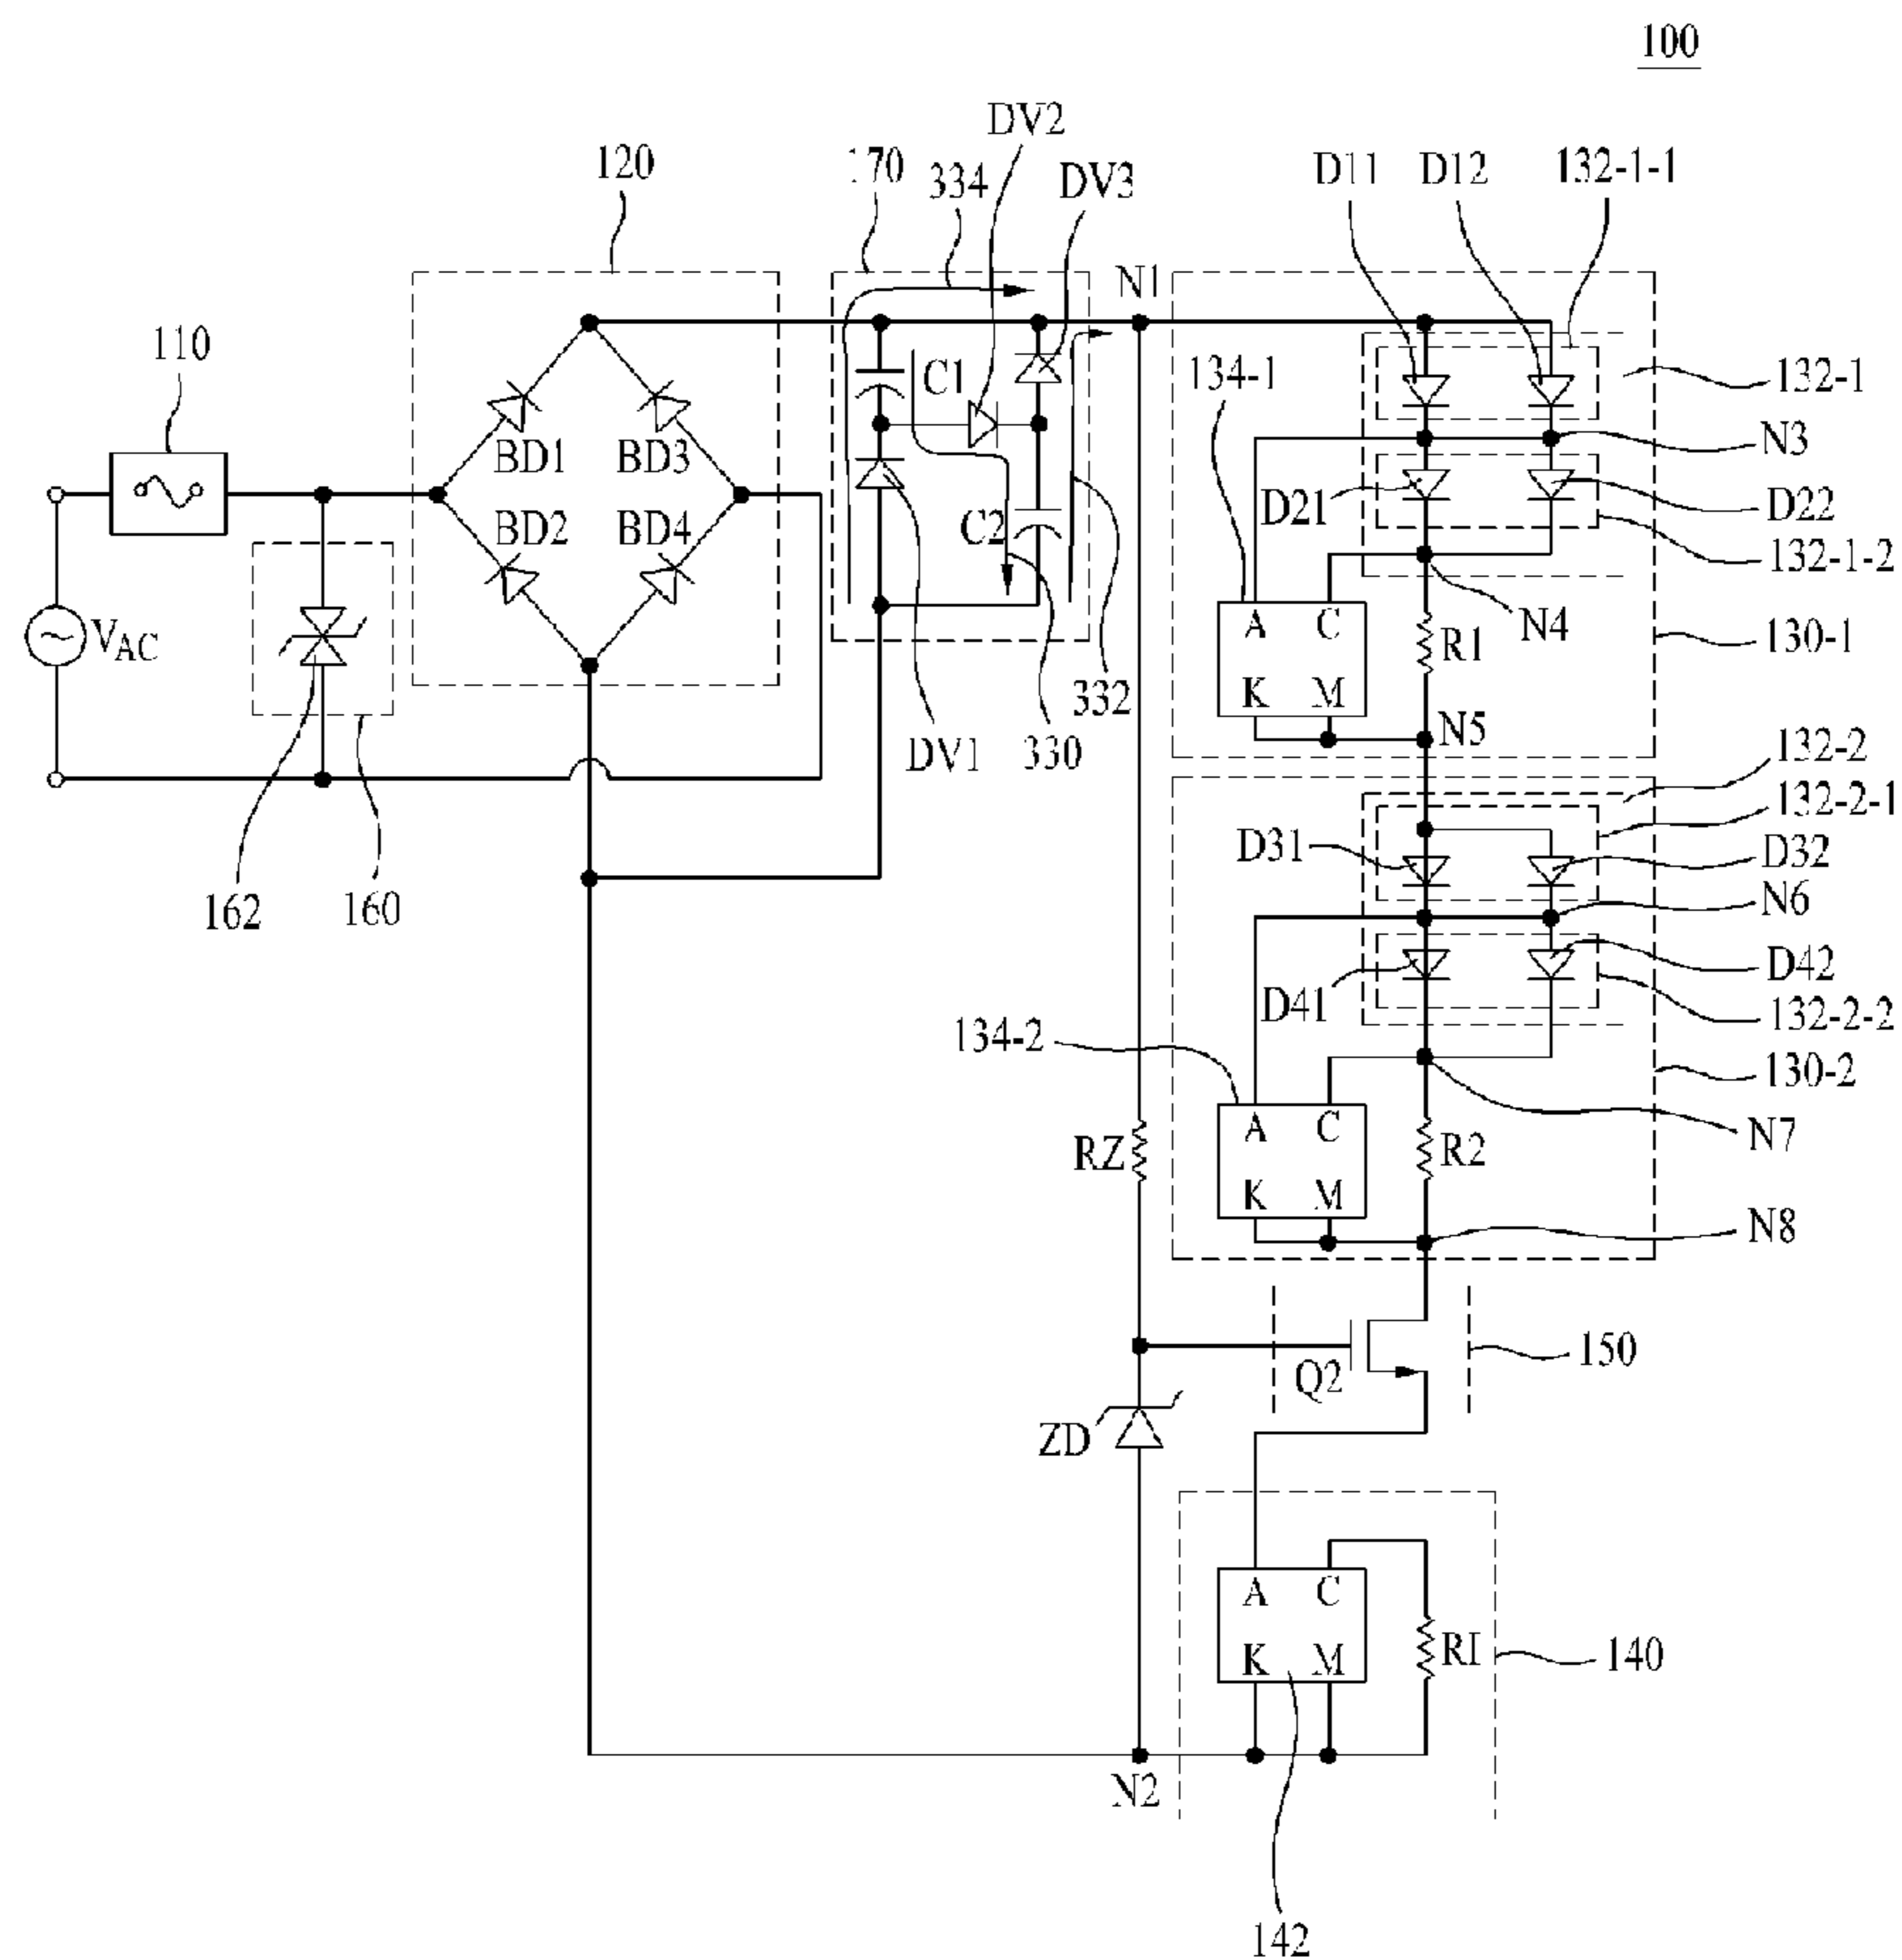 100
DV2
120
170
334
DV3
D11
D12
132-1-1
N1
110
C1
134-1
132-1
BD1
BD3
N3
D21
D22
BD2
BD4
C2
132-1-2
VAC
A
C
N4
R1
130-1
K
M
332
N5
DV1
330
132-2
132-2-1
D31
D32
162
160
N6
D41
D42
132-2-2
134-2
130-2
A
C
N7
RZ
R2
K
M
N8
Q2
150
ZD
A
C
K
M
RI
140
N2
142